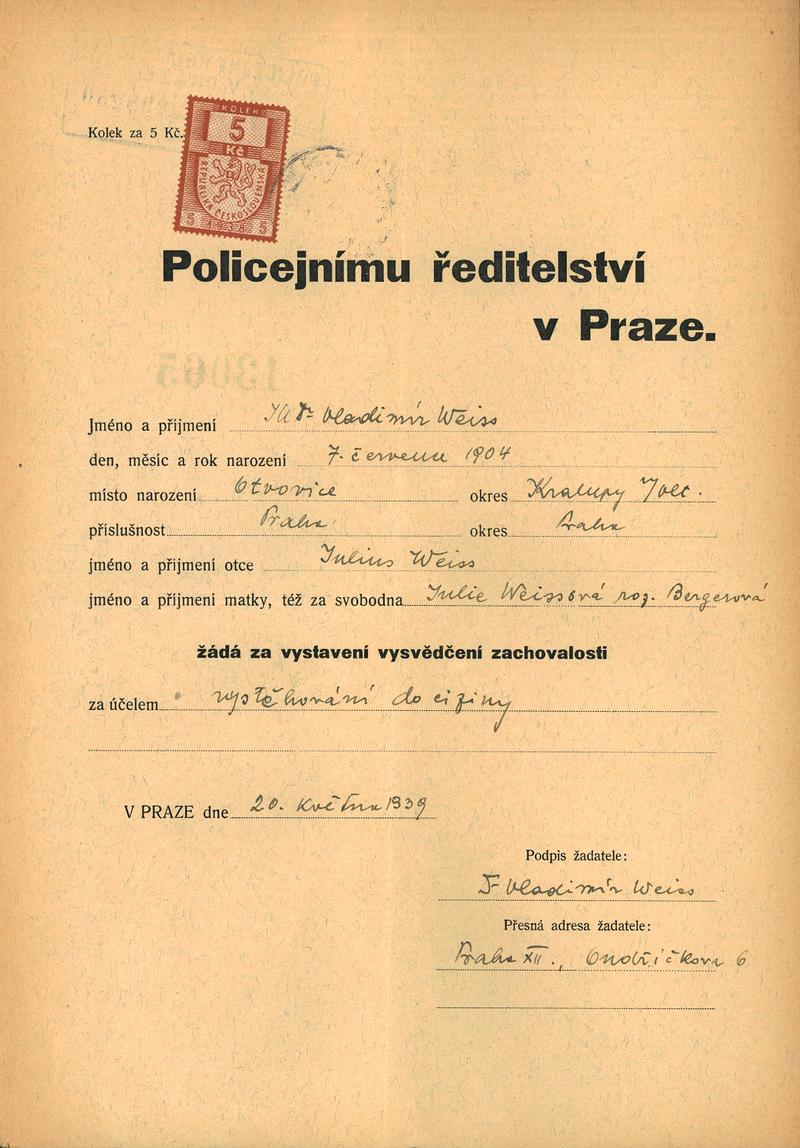 Kolek za 5 Kč.
KOLEK
5
Kč
REPUBLIKA ČESKOSLOVENSKÁ
5 1938 5
Policejnímu ředitelství
v Praze.
13065
Jméno a příjmení JUDr Vladimír Weiss
den, měsíc a rok narození 7. července 1904
místo narození Otvovice okres Kralupy Vlt.
příslušnost Praha okres Praha
jméno a příjmení otce Julius Weiss
jméno a příjmení matky, též za svobodna Julie Weissová roz. Bergerová
žádá za vystavení vysvědčení zachovalosti
za účelem vystěhování do ciziny
V PRAZE dne 20. května 1939
Podpis žadatele:
Dr Vladimír Weiss
Přesná adresa žadatele:
Praha XII., Ondříčkova 6